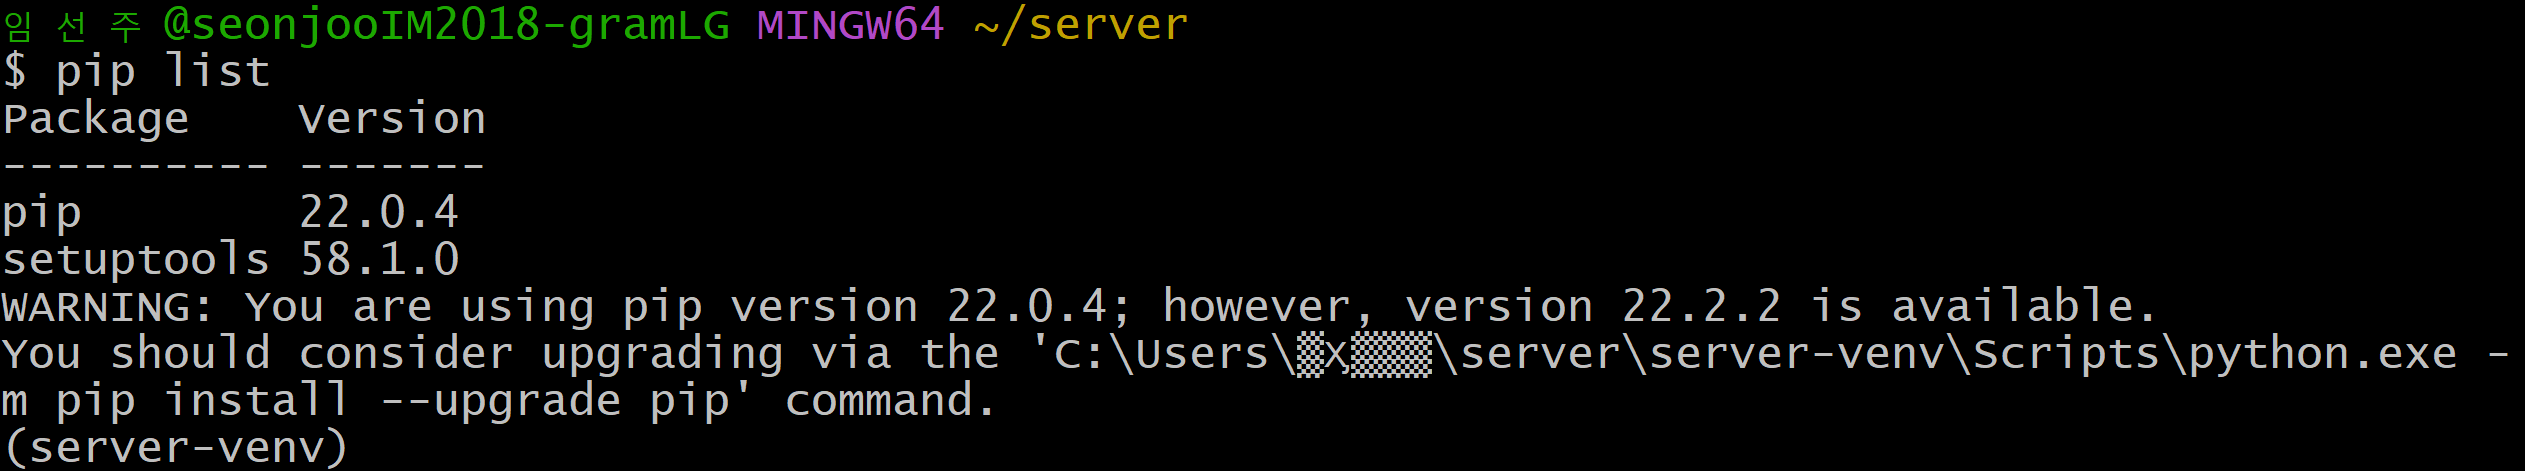 임 선 주 @seonjooIM2018-gramLG MINGW64 ~/server
$ pip list
Package    Version
---------- -------
pip        22.0.4
setuptools 58.1.0
WARNING: You are using pip version 22.0.4; however, version 22.2.2 is available.
You should consider upgrading via the 'C:\Users\▒ҳ▒▒▒\server\server-venv\Scripts\python.exe -
m pip install --upgrade pip' command.
(server-venv)